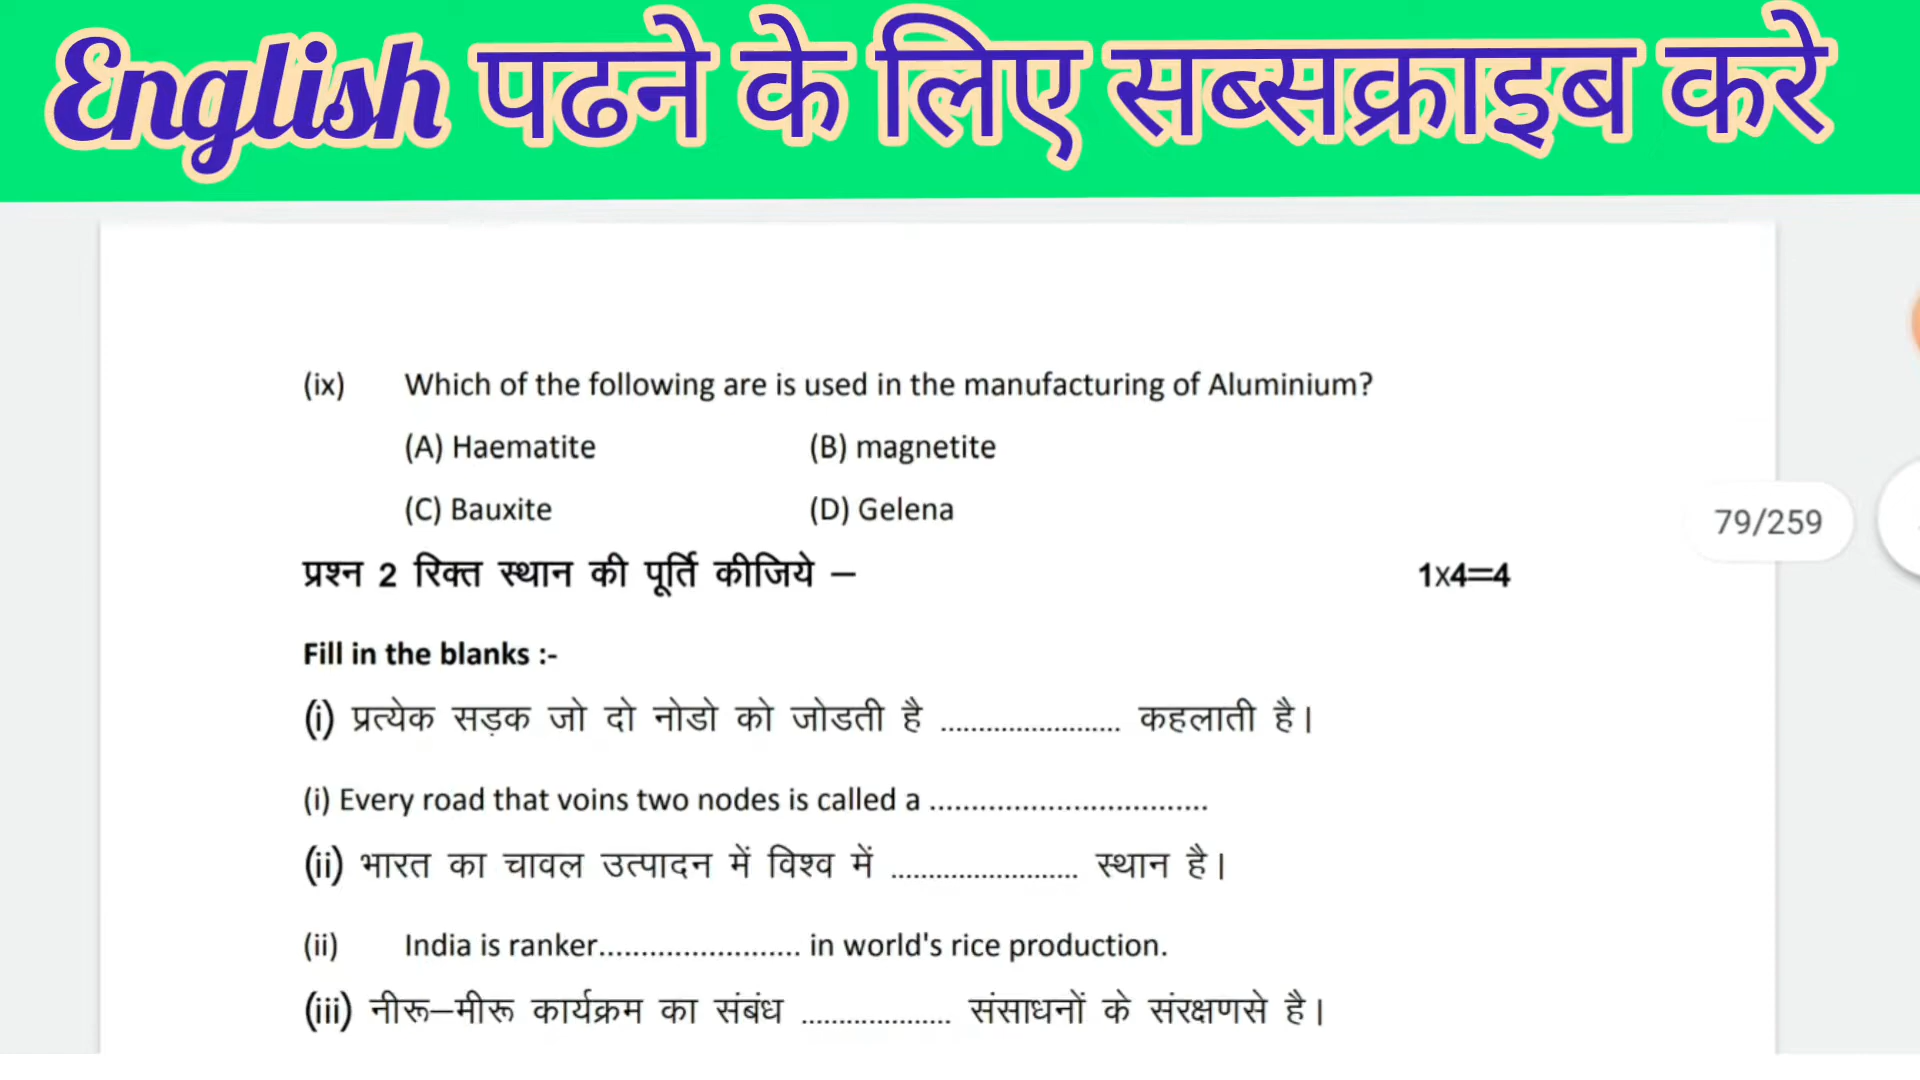 English पढने के लिए सब्सक्राइब करे
(ix) Which of the following are is used in the manufacturing of Aluminium?
(A) Haematite (B) magnetite
(C) Bauxite (D) Gelena
79/259
प्रश्न 2 रिक्त स्थान की पूर्ति कीजिये – 1x4=4
Fill in the blanks :-
(i) प्रत्येक सड़क जो दो नोडो को जोडती है ........................ कहलाती है।
(i) Every road that voins two nodes is called a .................................
(ii) भारत का चावल उत्पादन में विश्व में ......................... स्थान है।
(ii) India is ranker........................ in world's rice production.
(iii) नीरू–मीरू कार्यक्रम का संबंध .................... संसाधनों के संरक्षणसे है।